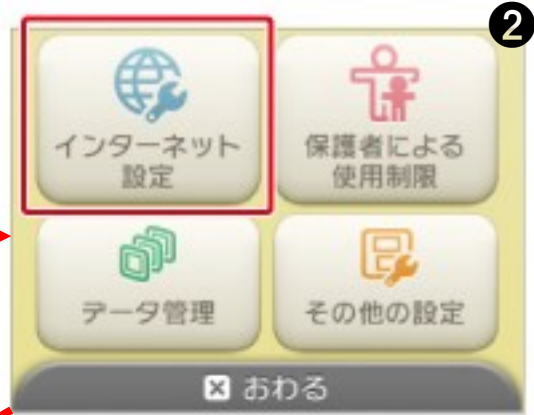 2
インターネット
設定
保護者による
使用制限
データ管理
その他の設定
X おわる